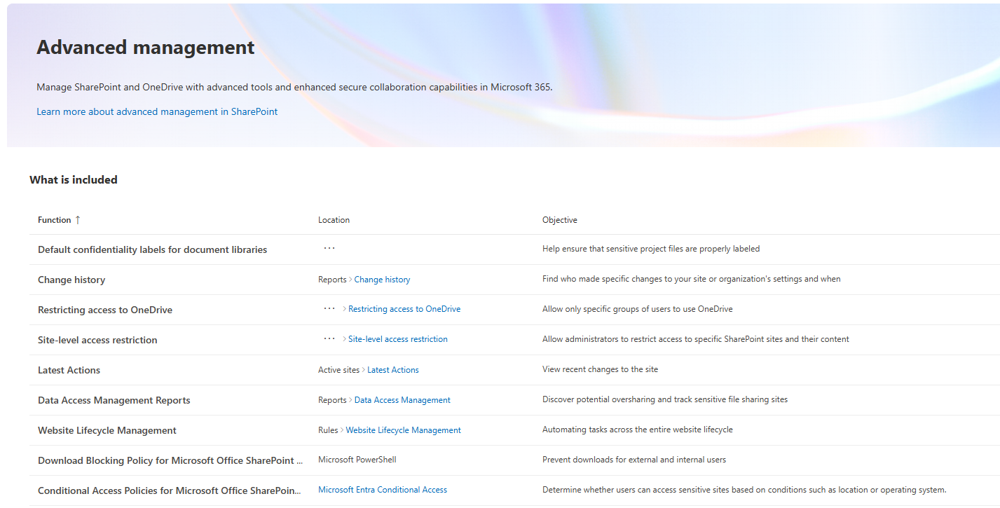 Advanced management
Manage SharePoint and OneDrive with advanced tools and enhanced secure collaboration capabilities in Microsoft 365.
Learn more about advanced management in SharePoint
What is included
Function ↑ Location Objective
Default confidentiality labels for document libraries ... Help ensure that sensitive project files are properly labeled
Change history Reports > Change history Find who made specific changes to your site or organization's settings and when
Restricting access to OneDrive ... > Restricting access to OneDrive Allow only specific groups of users to use OneDrive
Site-level access restriction ... > Site-level access restriction Allow administrators to restrict access to specific SharePoint sites and their content
Latest Actions Active sites > Latest Actions View recent changes to the site
Data Access Management Reports Reports > Data Access Management Discover potential oversharing and track sensitive file sharing sites
Website Lifecycle Management Rules > Website Lifecycle Management Automating tasks across the entire website lifecycle
Download Blocking Policy for Microsoft Office SharePoint ... Microsoft PowerShell Prevent downloads for external and internal users
Conditional Access Policies for Microsoft Office SharePoin... Microsoft Entra Conditional Access Determine whether users can access sensitive sites based on conditions such as location or operating system.